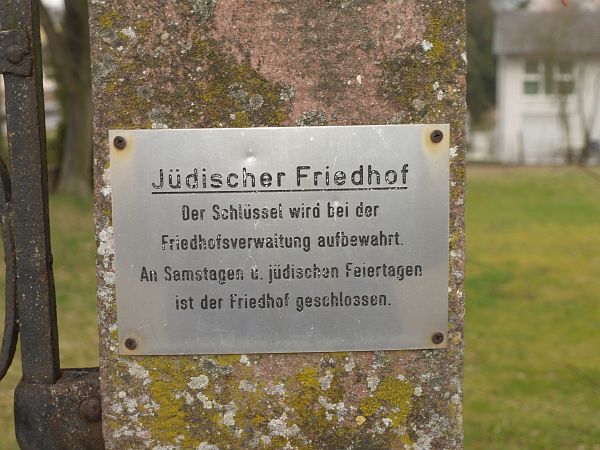 Jüdischer Friedhof
Der Schlüssel wird bei der
Friedhofsverwaltung aufbewahrt.
An Samstagen u. jüdischen Feiertagen
ist der Friedhof geschlossen.